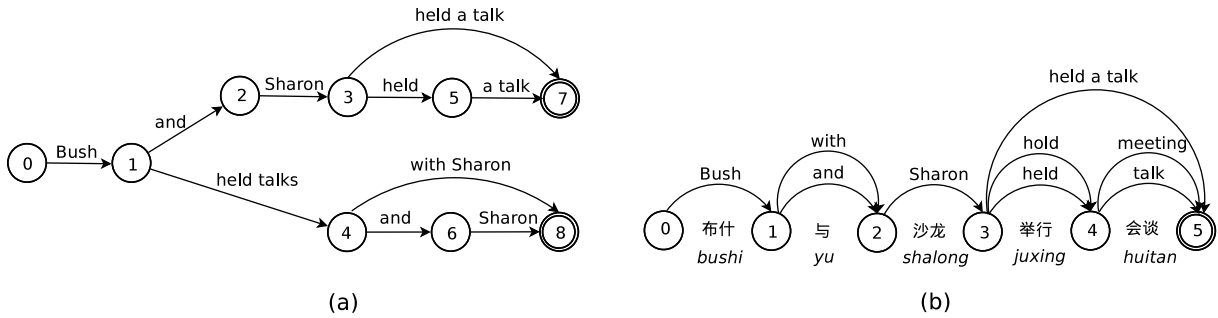 held a talk
Sharon
held
a talk
2
3
5
7
and
Bush
0
1
held talks
with Sharon
and
Sharon
4
6
8
(a)
held a talk
with
hold
meeting
Bush
and
Sharon
held
talk
0
布什
1
与
2
沙龙
3
举行
4
会谈
5
bushi
yu
shalong
juxing
huitan
(b)